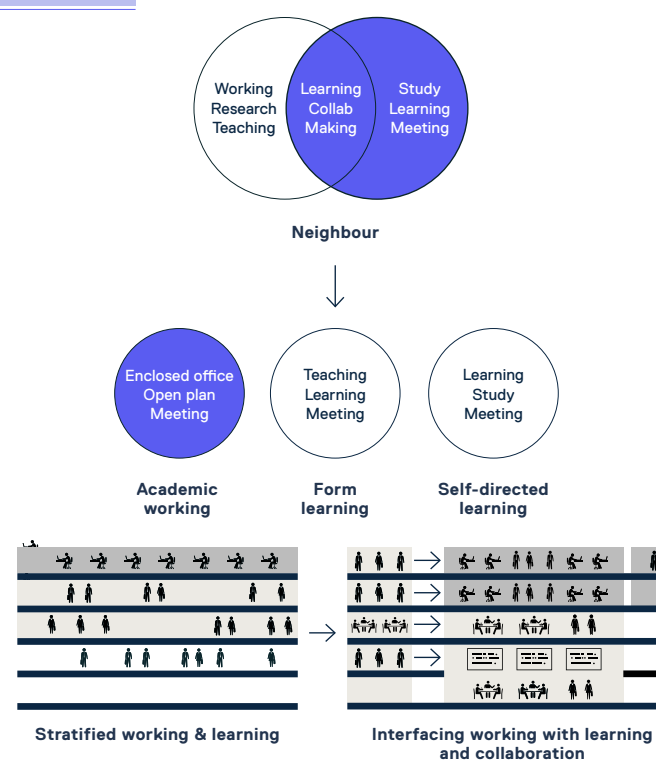 Working
Research
Teaching
Learning
Collab
Making
Study
Learning
Meeting
Neighbour
Enclosed office
Open plan
Meeting
Teaching
Learning
Meeting
Learning
Study
Meeting
Academic
working
Form
learning
Self-directed
learning
Stratified working & learning
Interfacing working with learning
and collaboration